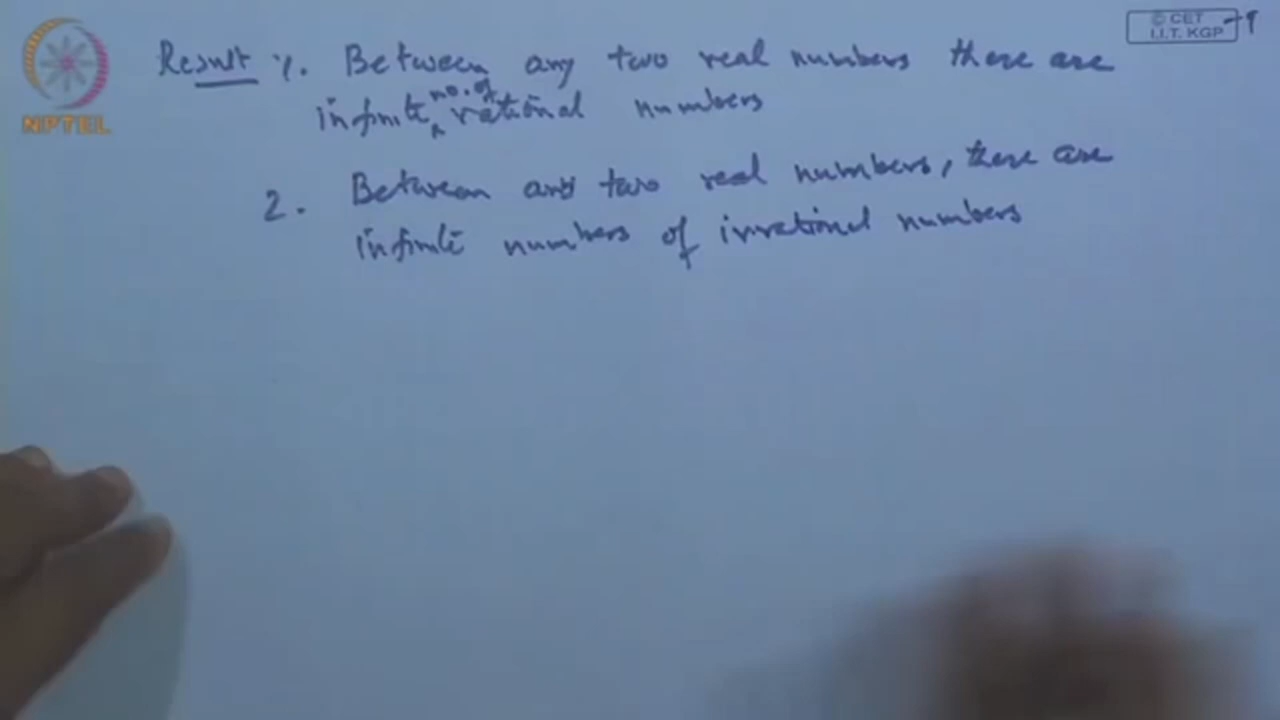 Result 1. Between any two real numbers there are
infinite no. of rational numbers
2. Between any two real numbers, there are
infinite numbers of irrational numbers
© CET
I.I.T. KGP
NPTEL